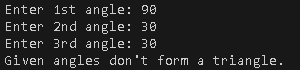 Enter 1st angle: 90
Enter 2nd angle: 30
Enter 3rd angle: 30
Given angles don't form a triangle.